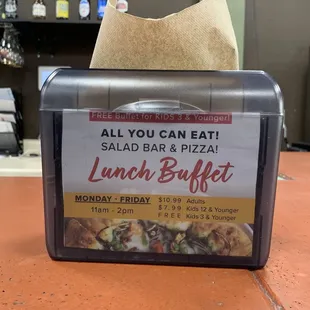 FREE Buffet for KIDS 3 & Younger!
ALL YOU CAN EAT!
SALAD BAR & PIZZA!
Lunch Buffet
MONDAY - FRIDAY
11am - 2pm
$10.99 Adults
$7.99 Kids 12 & Younger
FREE Kids 3 & Younger